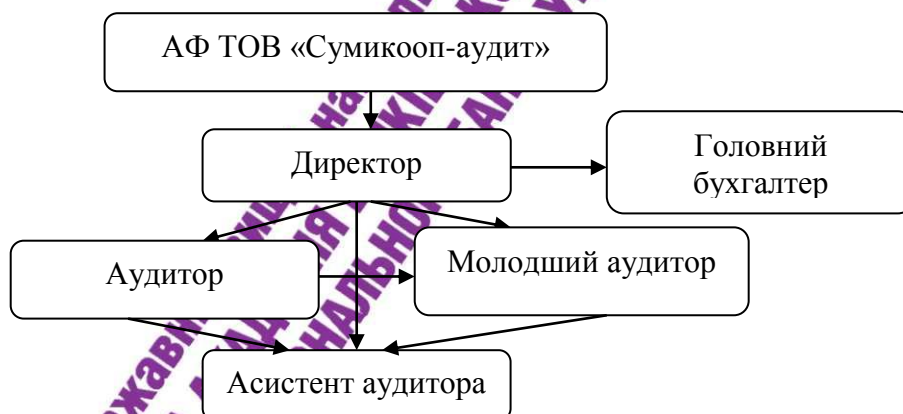 АФ ТОВ «Сумикооп-аудит»
Директор
Головний
бухгалтер
Аудитор
Молодший аудитор
Асистент аудитора